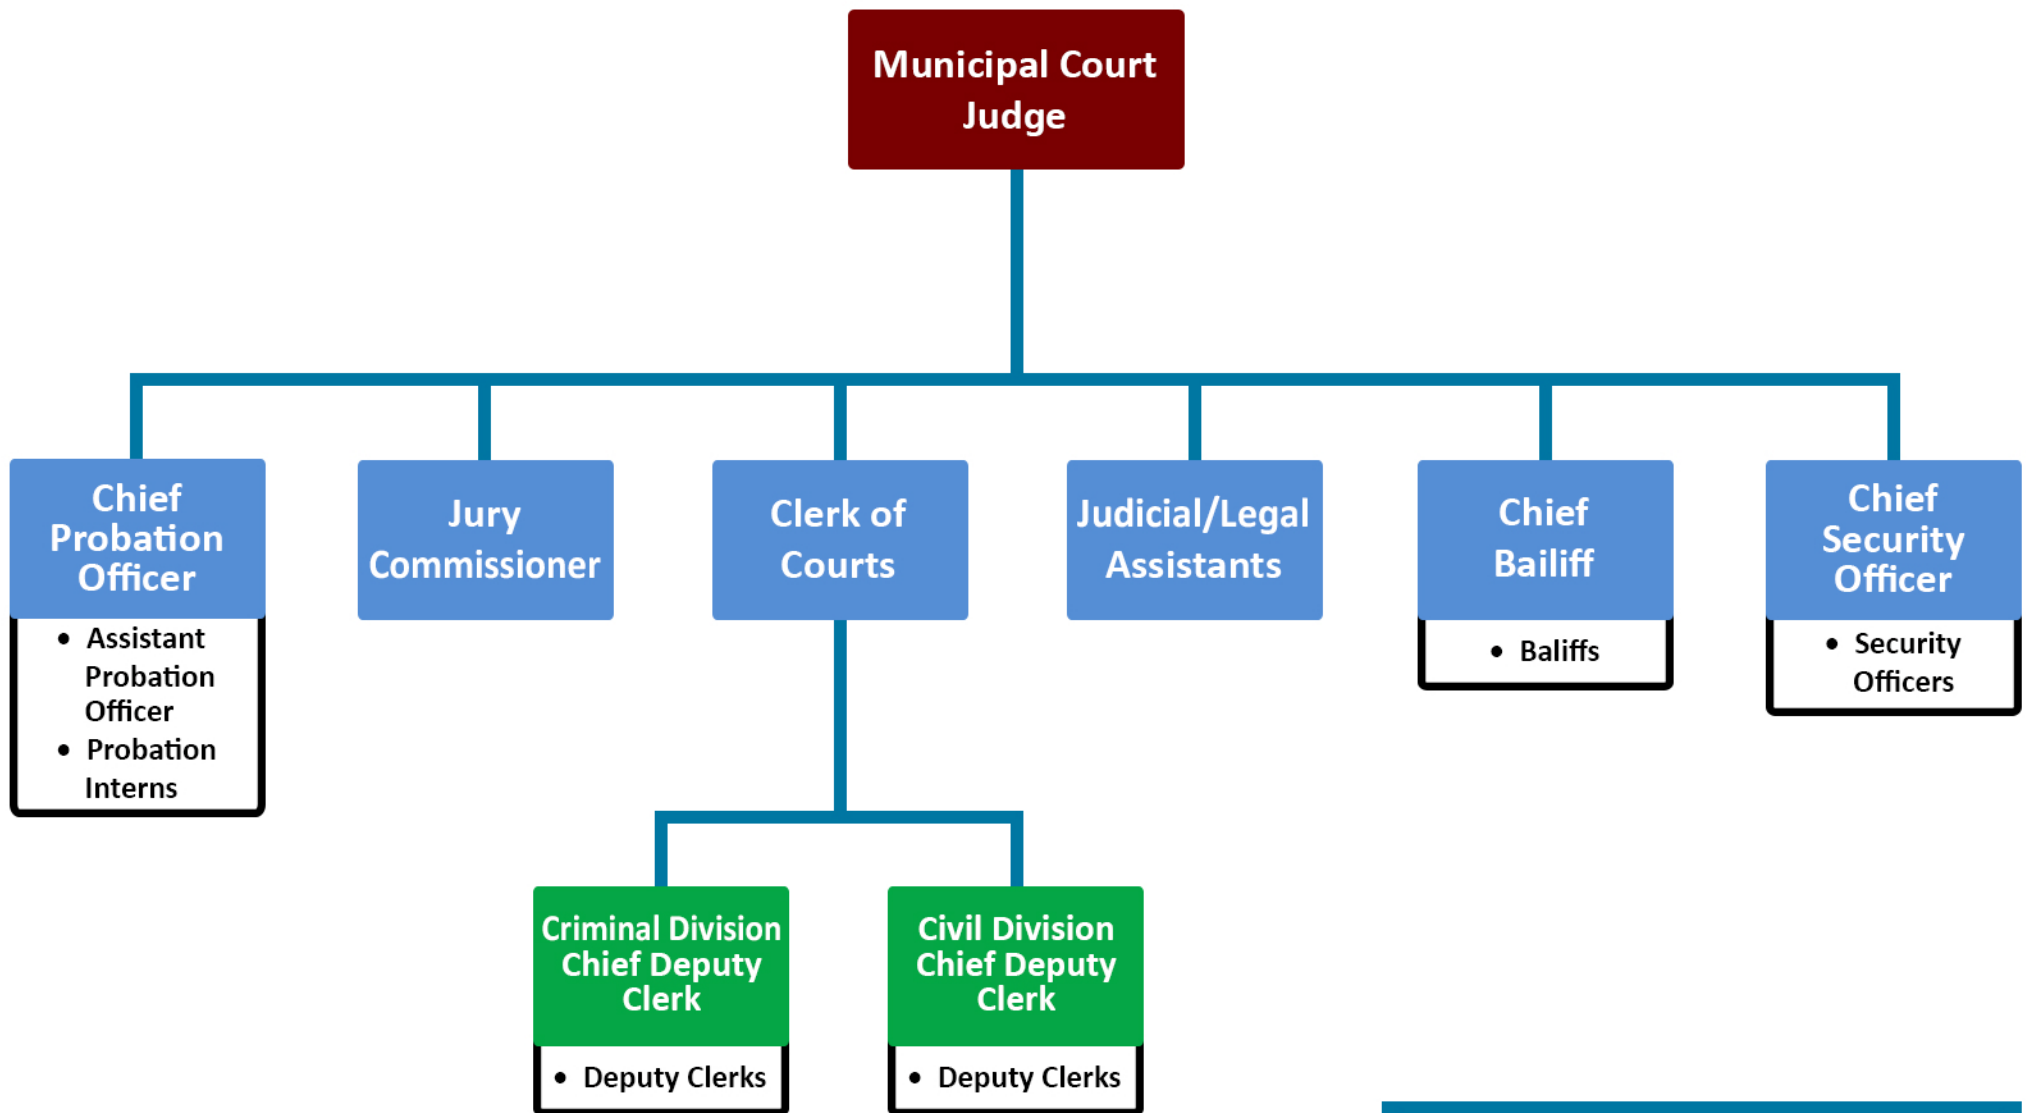 Municipal Court
Judge
Chief
Probation
Officer
• Assistant
Probation
Officer
• Probation
Interns
Jury
Commissioner
Clerk of
Courts
Judicial/Legal
Assistants
Chief
Bailiff
• Baliffs
Chief
Security
Officer
• Security
Officers
Criminal Division
Chief Deputy
Clerk
• Deputy Clerks
Civil Division
Chief Deputy
Clerk
• Deputy Clerks